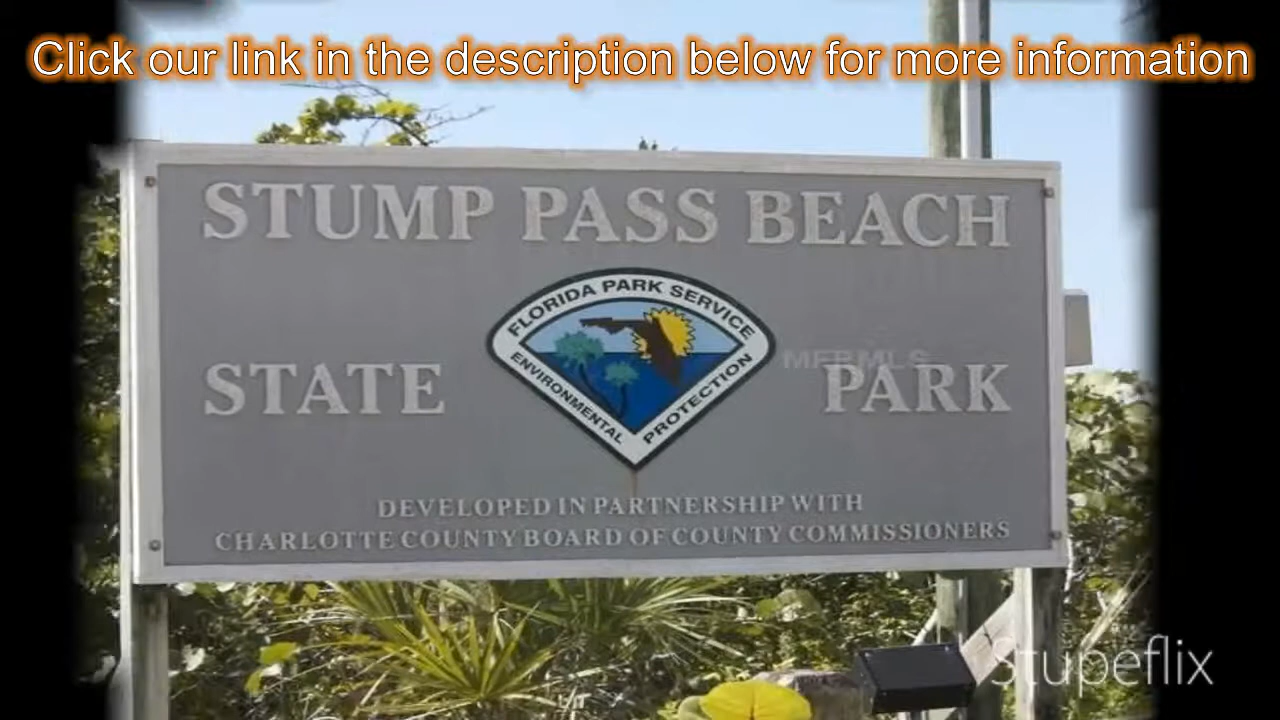 Click our link in the description below for more information
STUMP PASS BEACH
FLORIDA PARK SERVICE
STATE
MFRMLS
PARK
ENVIRONMENTAL
PROTECTION
DEVELOPED IN PARTNERSHIP WITH
CHARLOTTE COUNTY BOARD OF COUNTY COMMISSIONERS
Stupeflix